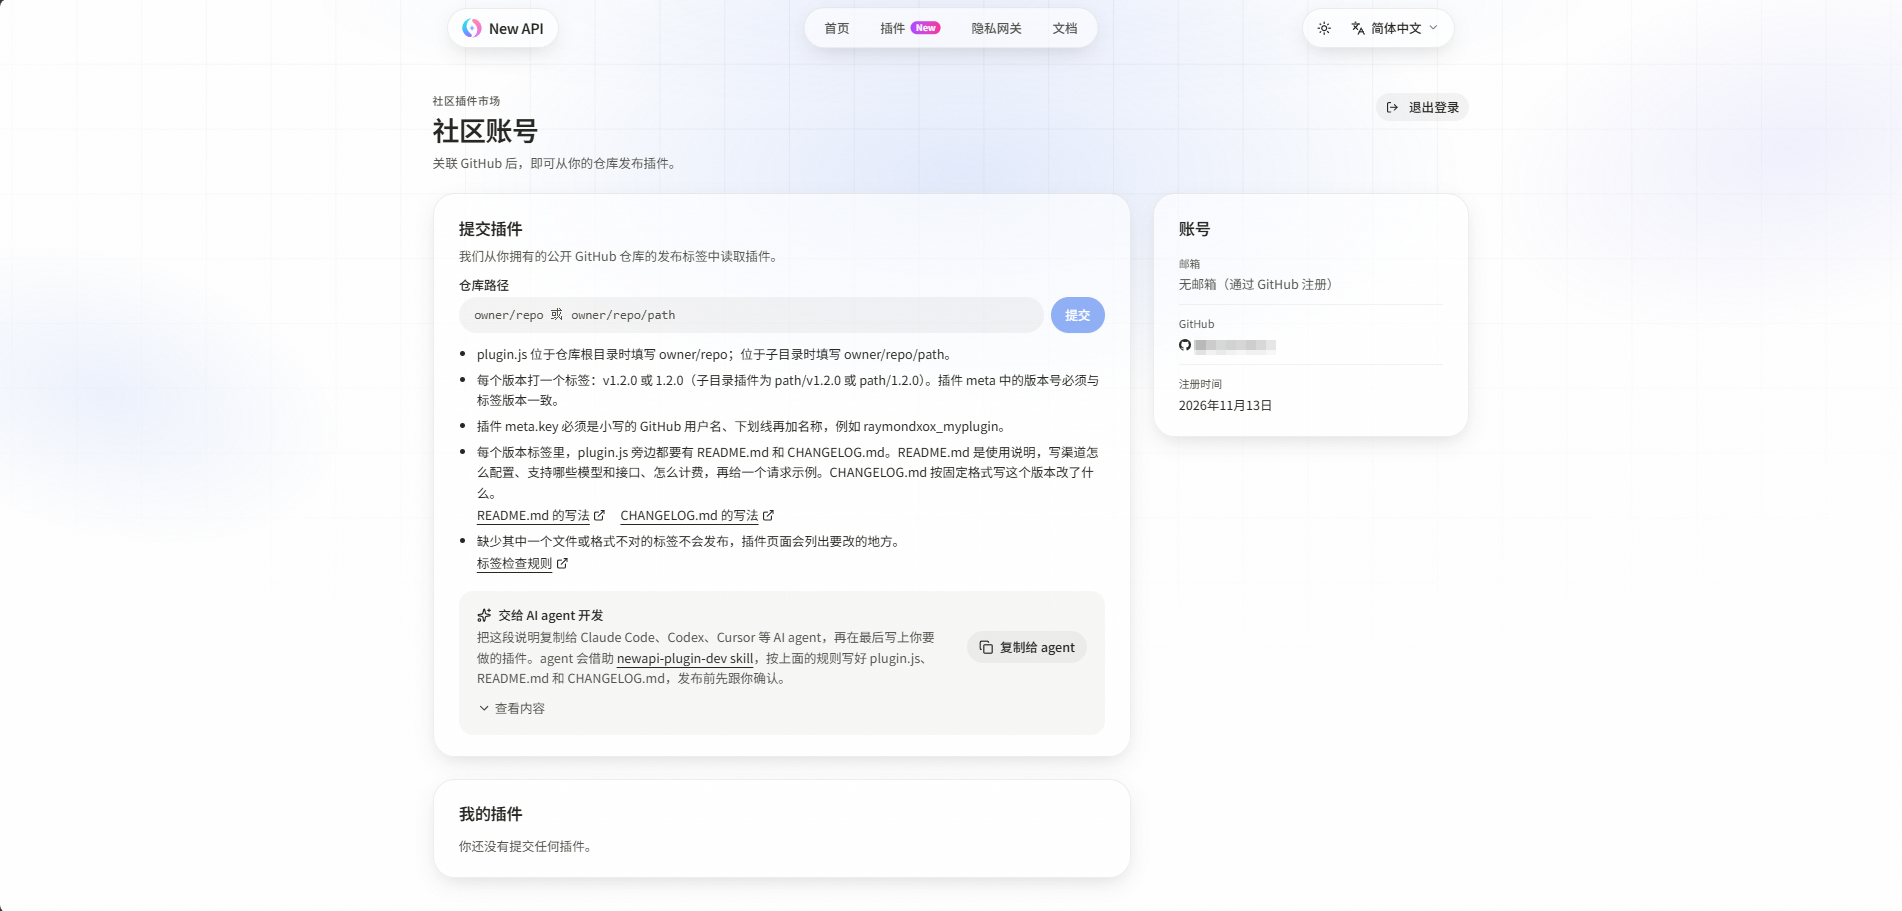 New API
首页
插件 New
隐私网关
文档
简体中文
社区插件市场
社区账号
关联 GitHub 后，即可从你的仓库发布插件。
退出登录
提交插件
我们从你拥有的公开 GitHub 仓库的发布标签中读取插件。
仓库路径
owner/repo 或 owner/repo/path
提交
plugin.js 位于仓库根目录时填写 owner/repo；位于子目录时填写 owner/repo/path。
每个版本打一个标签：v1.2.0 或 1.2.0（子目录插件为 path/v1.2.0 或 path/1.2.0）。插件 meta 中的版本号必须与
标签版本一致。
插件 meta.key 必须是小写的 GitHub 用户名、下划线再加名称，例如 raymondxox_myplugin。
每个版本标签里，plugin.js 旁边都要有 README.md 和 CHANGELOG.md。README.md 是使用说明，写渠道怎
么配置、支持哪些模型和接口、怎么计费，再给一个请求示例。CHANGELOG.md 按固定格式写这个版本改了什
么。
README.md 的写法 CHANGELOG.md 的写法
缺少其中一个文件或格式不对的标签不会发布，插件页面会列出要改的地方。
标签检查规则
交给 AI agent 开发
把这段说明复制给 Claude Code、Codex、Cursor 等 AI agent，再在最后写上你要
做的插件。agent 会借助 newapi-plugin-dev skill，按上面的规则写好 plugin.js、
README.md 和 CHANGELOG.md，发布前先跟你确认。
复制给 agent
查看内容
我的插件
你还没有提交任何插件。
账号
邮箱
无邮箱（通过 GitHub 注册）
GitHub
注册时间
2026年11月13日